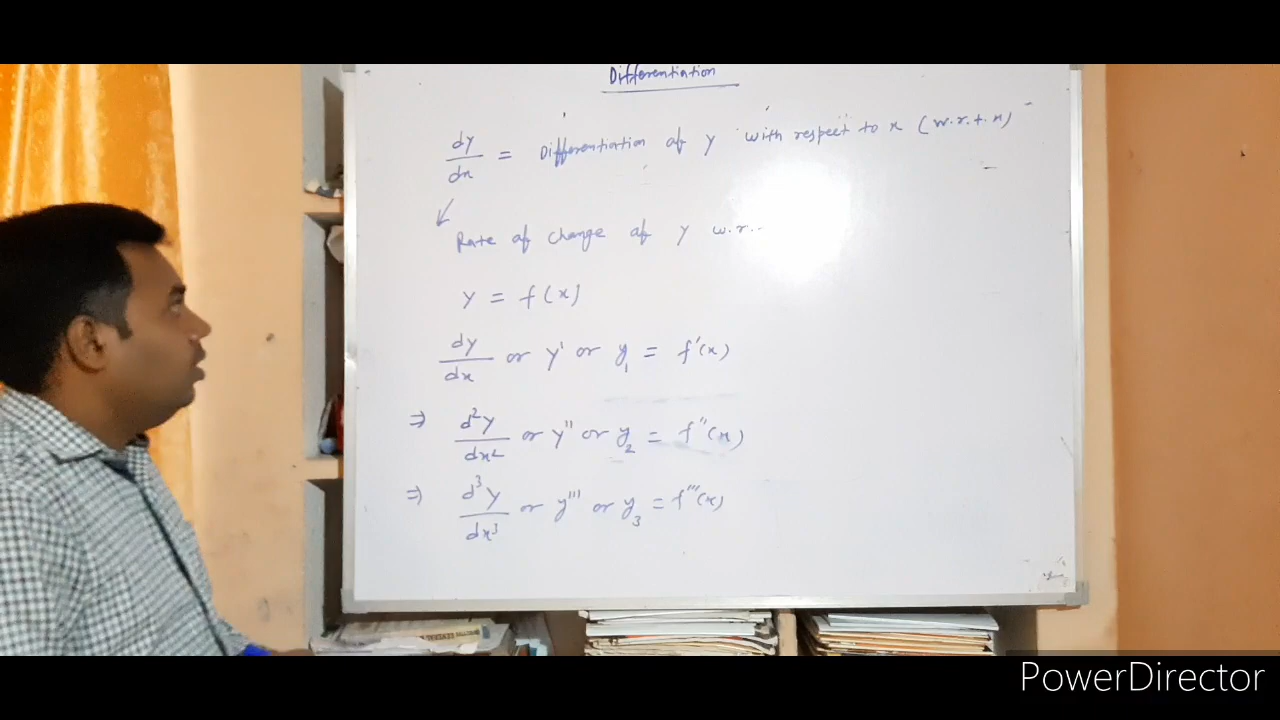 Differentiation
dy/dx = Differentiation of y with respect to x (w.r.t.x)
Rate of change of y w.r..
y = f(x)
dy/dx or y' or y₁ = f'(x)
⇒ d²y/dx² or y'' or y₂ = f''(x)
⇒ d³y/dx³ or y''' or y₃ = f'''(x)
PowerDirector